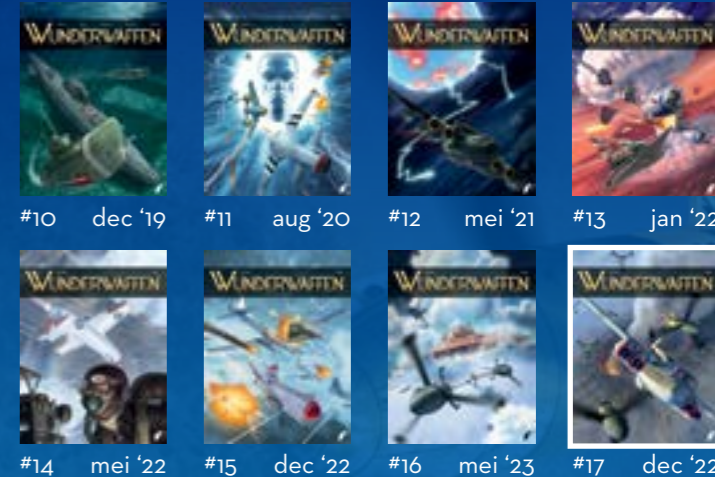 WUNDERWAFFEN WUNDERWAFFEN WUNDERWAFFEN WUNDERWAFFEN
#10 dec ‘19 #11 aug ‘20 #12 mei ‘21 #13 jan ‘22
WUNDERWAFFEN WUNDERWAFFEN WUNDERWAFFEN WUNDERWAFFEN
#14 mei ‘22 #15 dec ‘22 #16 mei ‘23 #17 dec ‘22